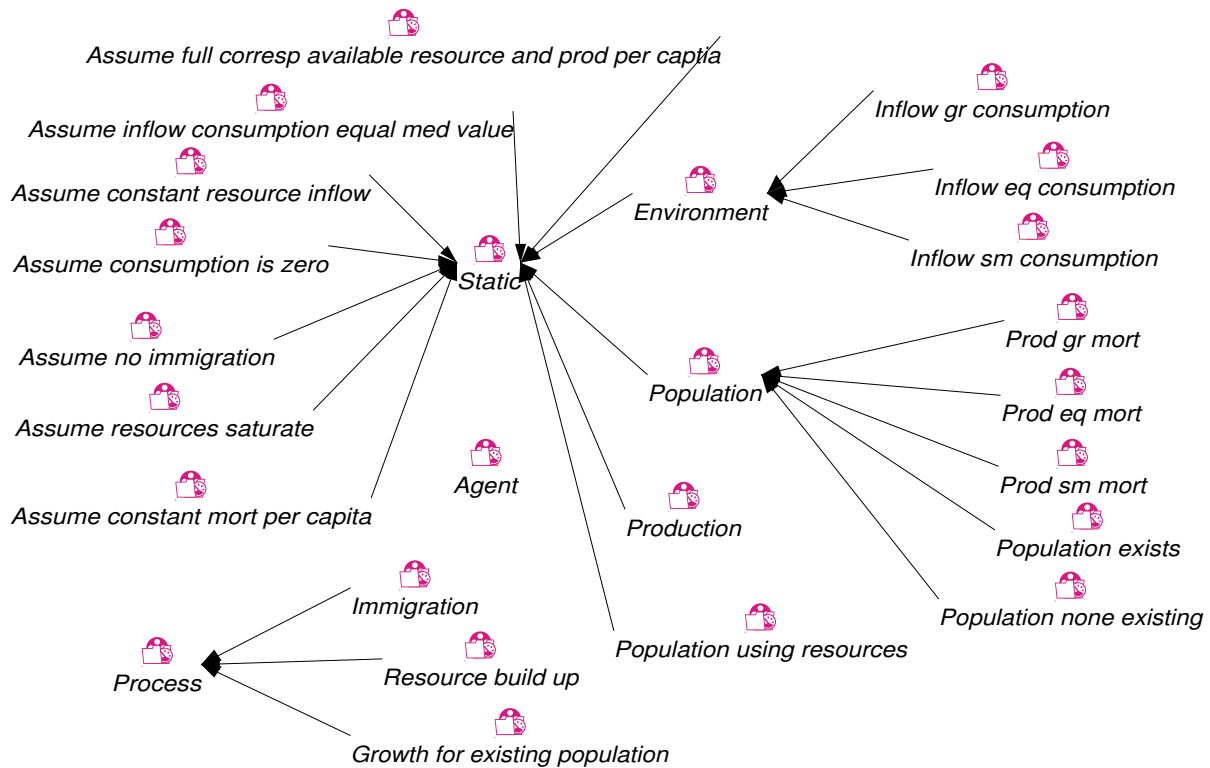 Assume full corresp available resource and prod per captia
Assume inflow consumption equal med value
Inflow gr consumption
Assume constant resource inflow
Inflow eq consumption
Environment
Assume consumption is zero
Inflow sm consumption
Static
Assume no immigration
Prod gr mort
Population
Prod eq mort
Assume resources saturate
Agent
Prod sm mort
Assume constant mort per capita
Production
Population exists
Immigration
Population none existing
Population using resources
Process
Resource build up
Growth for existing population